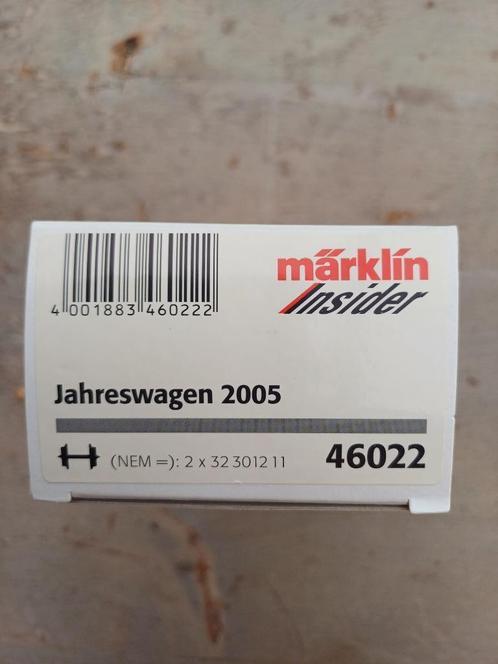 märklin
Insider
4 001883 460222
Jahreswagen 2005
(NEM =): 2 x 32 3012 11
46022